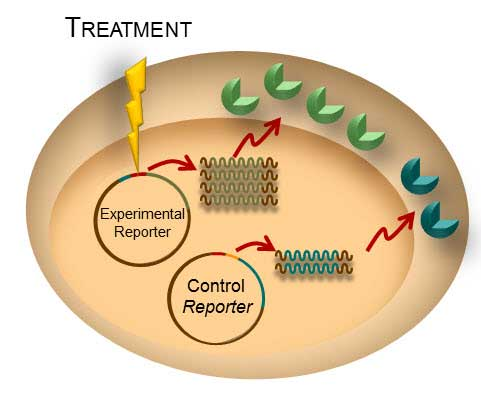 TREATMENT
Experimental
Reporter
Control
Reporter